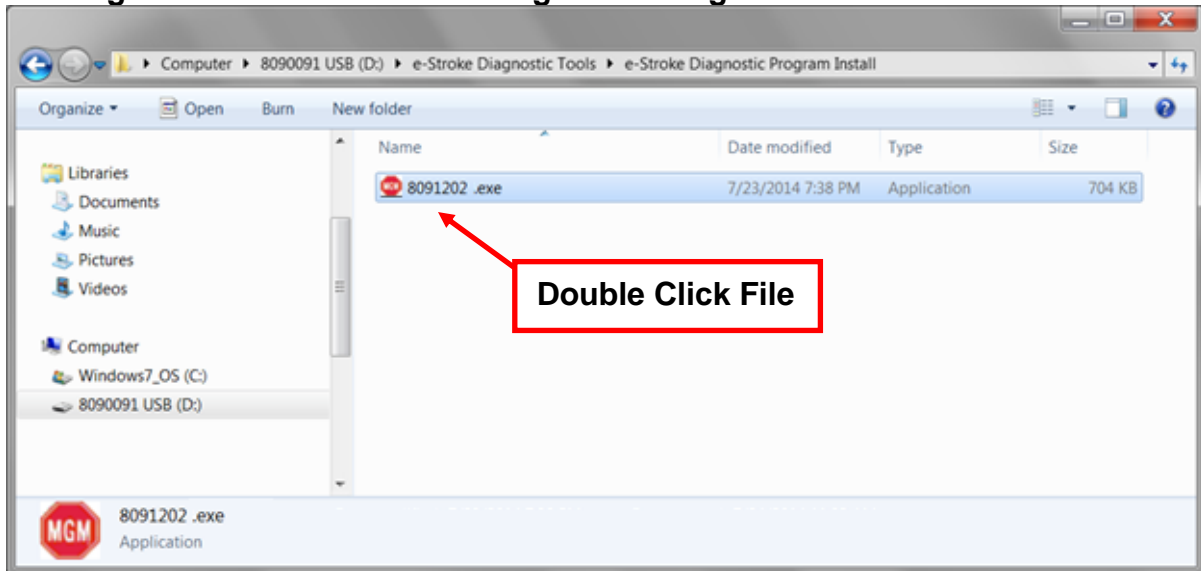 Computer ▸ 8090091 USB (D:) ▸ e-Stroke Diagnostic Tools ▸ e-Stroke Diagnostic Program Install
Organize Open Burn New folder
Name Date modified Type Size
8091202 .exe 7/23/2014 7:38 PM Application 704 KB
Libraries
Documents
Music
Pictures
Videos
Double Click File
Computer
Windows7_OS (C:)
8090091 USB (D:)
MGM
8091202 .exe
Application